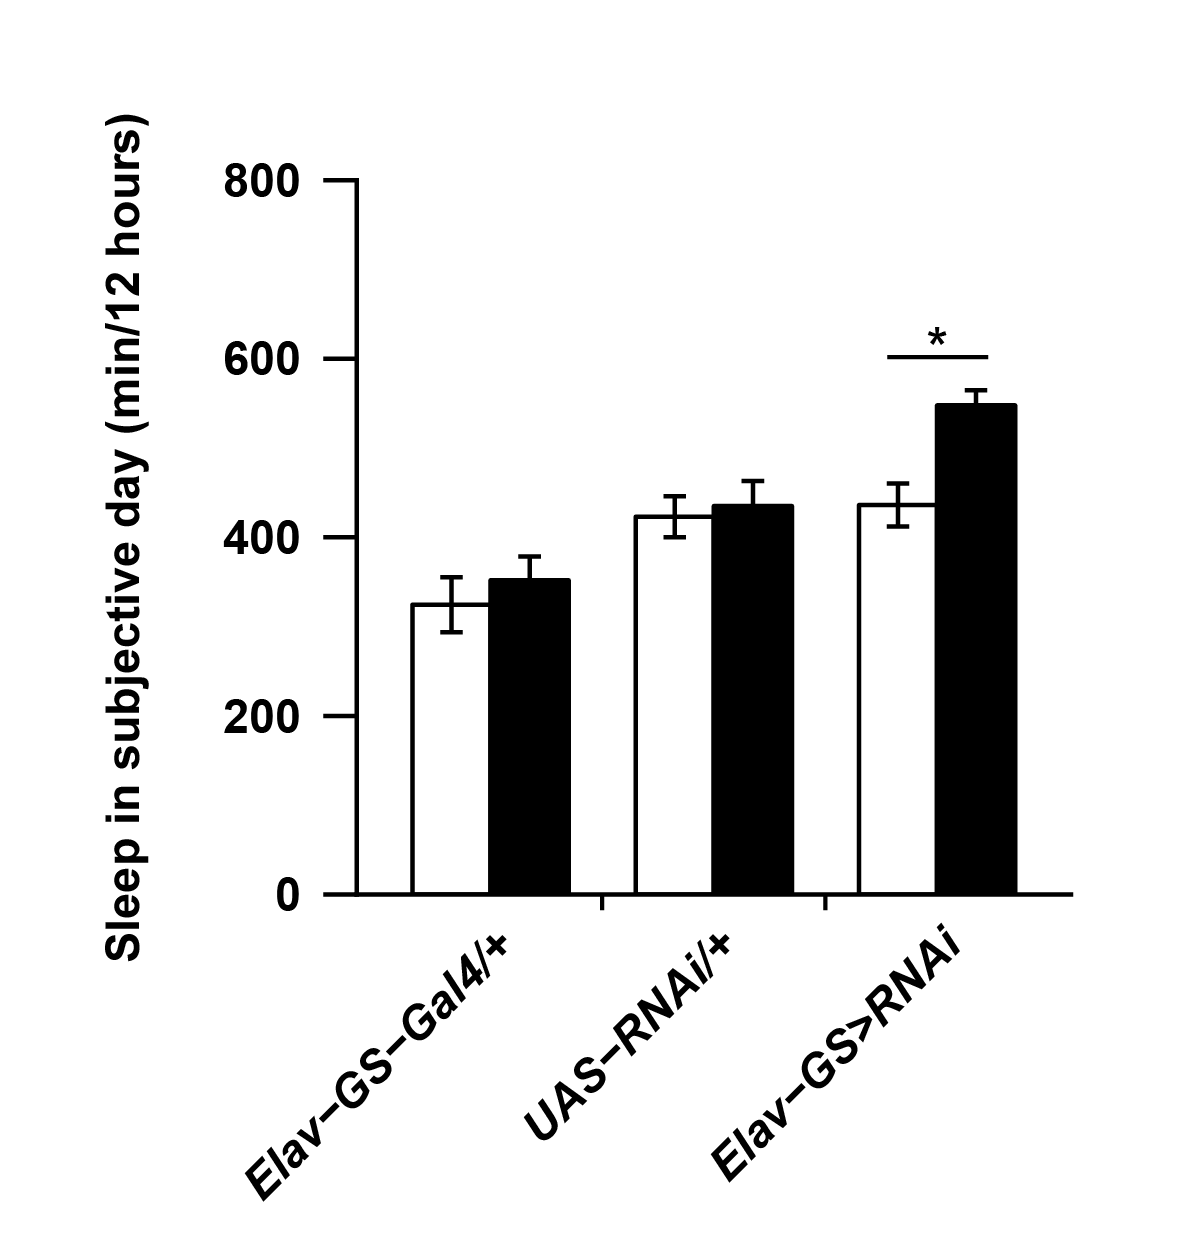 Sleep in subjective day (min/12 hours)
800
600
400
200
0
*
Elav−GS−Gal4/+
UAS−RNAi/+
Elav−GS>RNAi